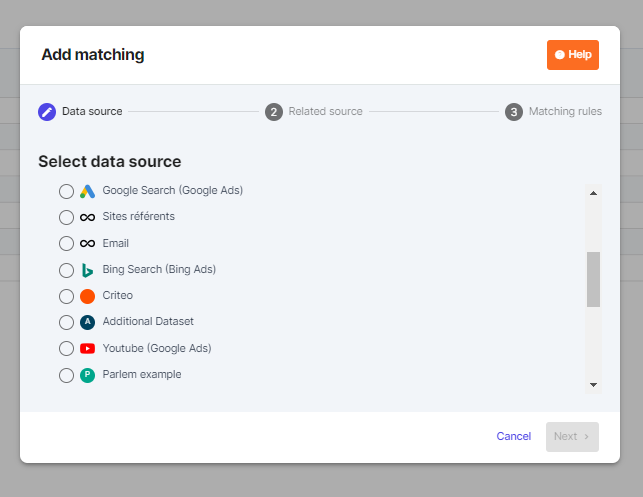 Add matching
Help
Data source
2 Related source
3 Matching rules
Select data source
Google Search (Google Ads)
Sites référents
Email
Bing Search (Bing Ads)
Criteo
A Additional Dataset
Youtube (Google Ads)
P Parlem example
Cancel
Next